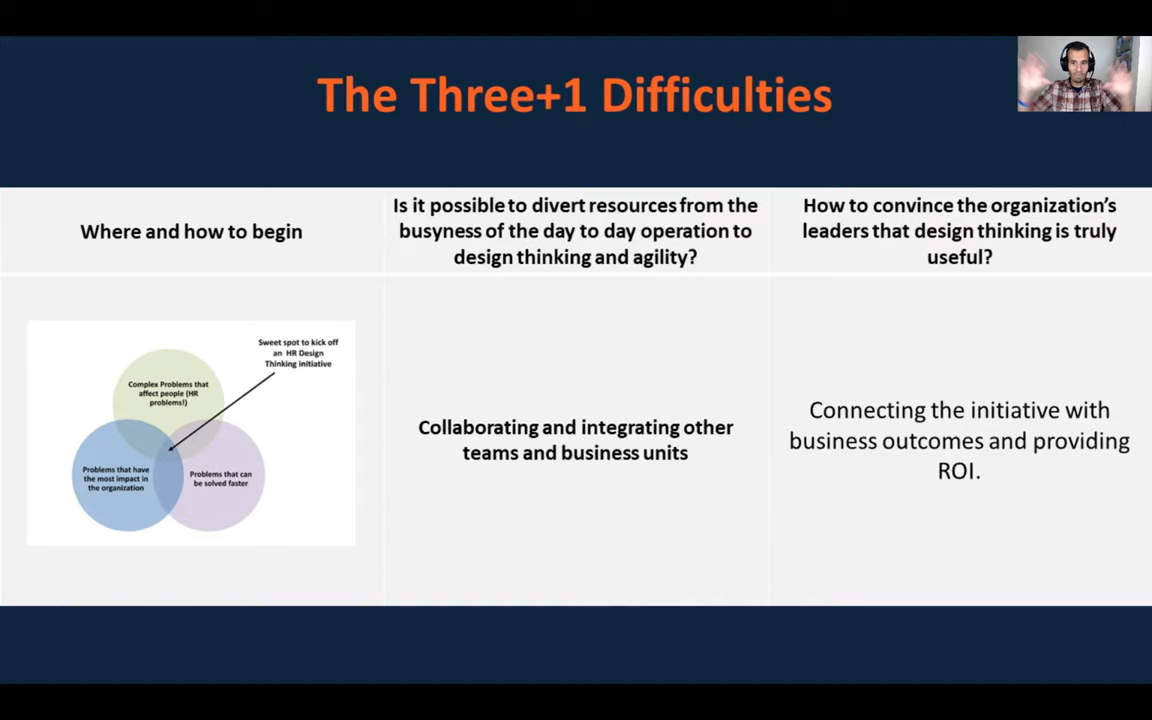 The Three+1 Difficulties
Where and how to begin
Is it possible to divert resources from the
busyness of the day to day operation to
design thinking and agility?
How to convince the organization's
leaders that design thinking is truly
useful?
Sweet spot to kick off
an HR Design
Thinking initiative
Complex Problems that
affect people (HR
problems!)
Problems that have
the most impact in
the organization
Problems that can
be solved faster
Collaborating and integrating other
teams and business units
Connecting the initiative with
business outcomes and providing
ROI.